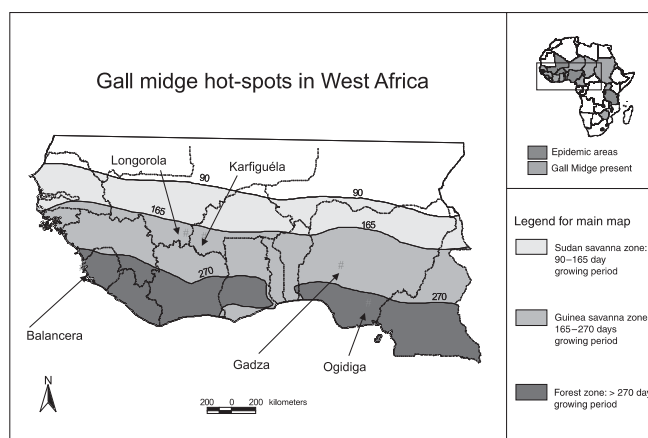 Gall midge hot-spots in West Africa
Longorola
Karfiguéla
90
90
165
165
270
270
Balancera
Gadza
Ogidiga
N
200 0 200 kilometers
Epidemic areas
Gall Midge present
Legend for main map
Sudan savanna zone:
90–165 day
growing period
Guinea savanna zone
165–270 days
growing period
Forest zone: > 270 day
growing period